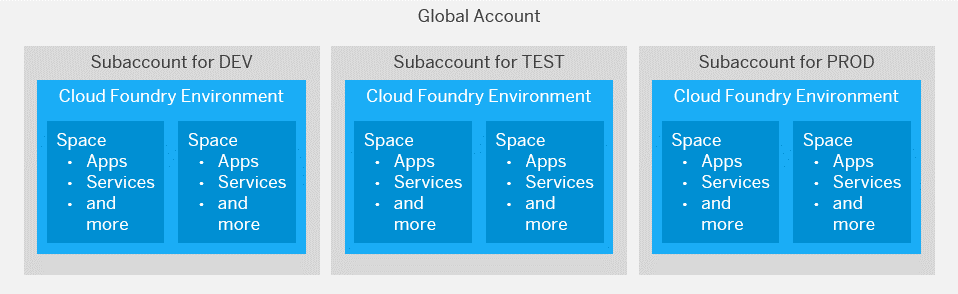 Global Account
Subaccount for DEV
Cloud Foundry Environment
Space
• Apps
• Services
• and
more
Space
• Apps
• Services
• and
more
Subaccount for TEST
Cloud Foundry Environment
Space
• Apps
• Services
• and
more
Space
• Apps
• Services
• and
more
Subaccount for PROD
Cloud Foundry Environment
Space
• Apps
• Services
• and
more
Space
• Apps
• Services
• and
more